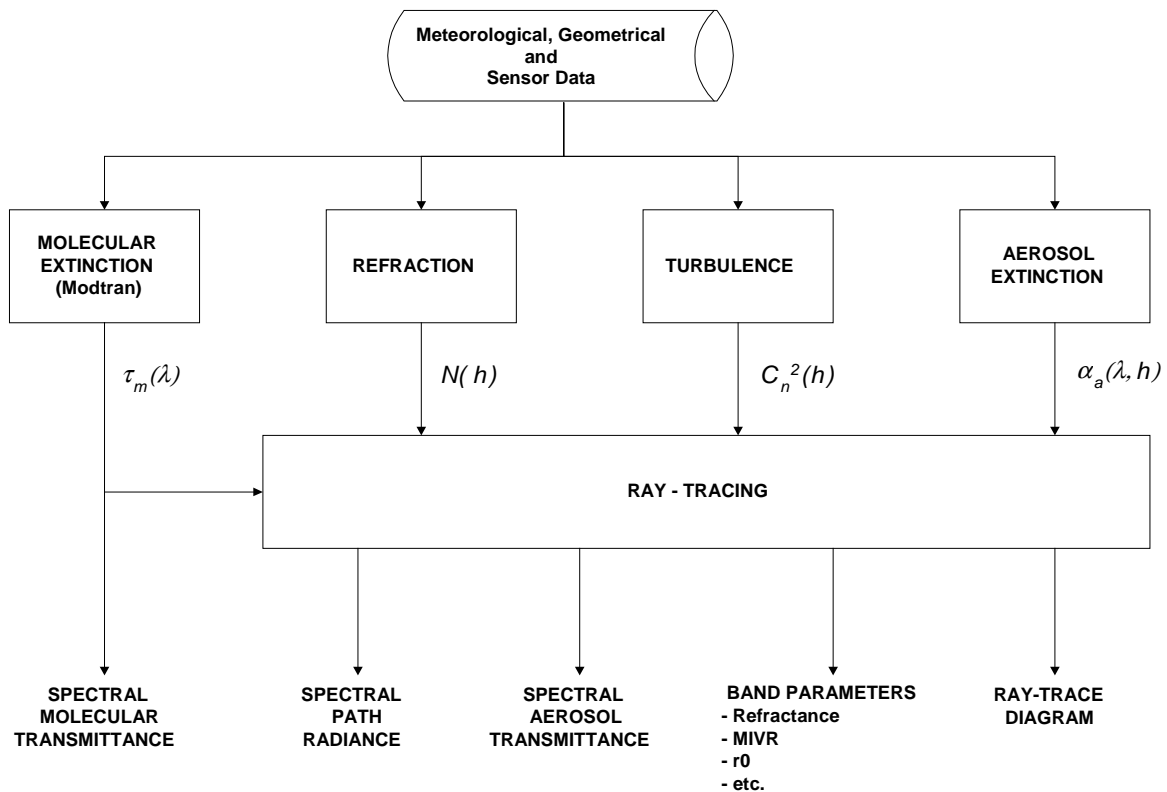 Meteorológical, Geometrical
and
Sensor Data
MOLECULAR
EXTINCTION
(Modtran)
REFRACTION
TURBULENCE
AEROSOL
EXTINCTION
τm(λ)
N( h)
Cn²(h)
αa(λ, h)
RAY - TRACING
SPECTRAL
MOLECULAR
TRANSMITTANCE
SPECTRAL
PATH
RADIANCE
SPECTRAL
AEROSOL
TRANSMITTANCE
BAND PARAMETERS
- Refractance
- MIVR
- r0
- etc.
RAY-TRACE
DIAGRAM